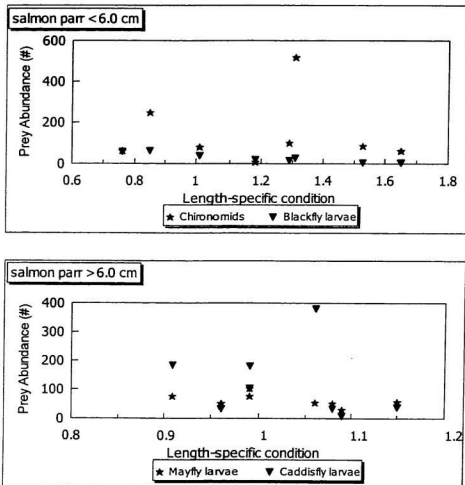 salmon parr <6.0 cm
Prey Abundance (#)
600
400
200
0
0.6 0.8 1 1.2 1.4 1.6 1.8
Length-specific condition
★ Chironomids ▼ Blackfly larvae
salmon parr >6.0 cm
Prey Abundance (#)
400
300
200
100
0
0.8 0.9 1 1.1 1.2
Length-specific condition
★ Mayfly larvae ▼ Caddisfly larvae